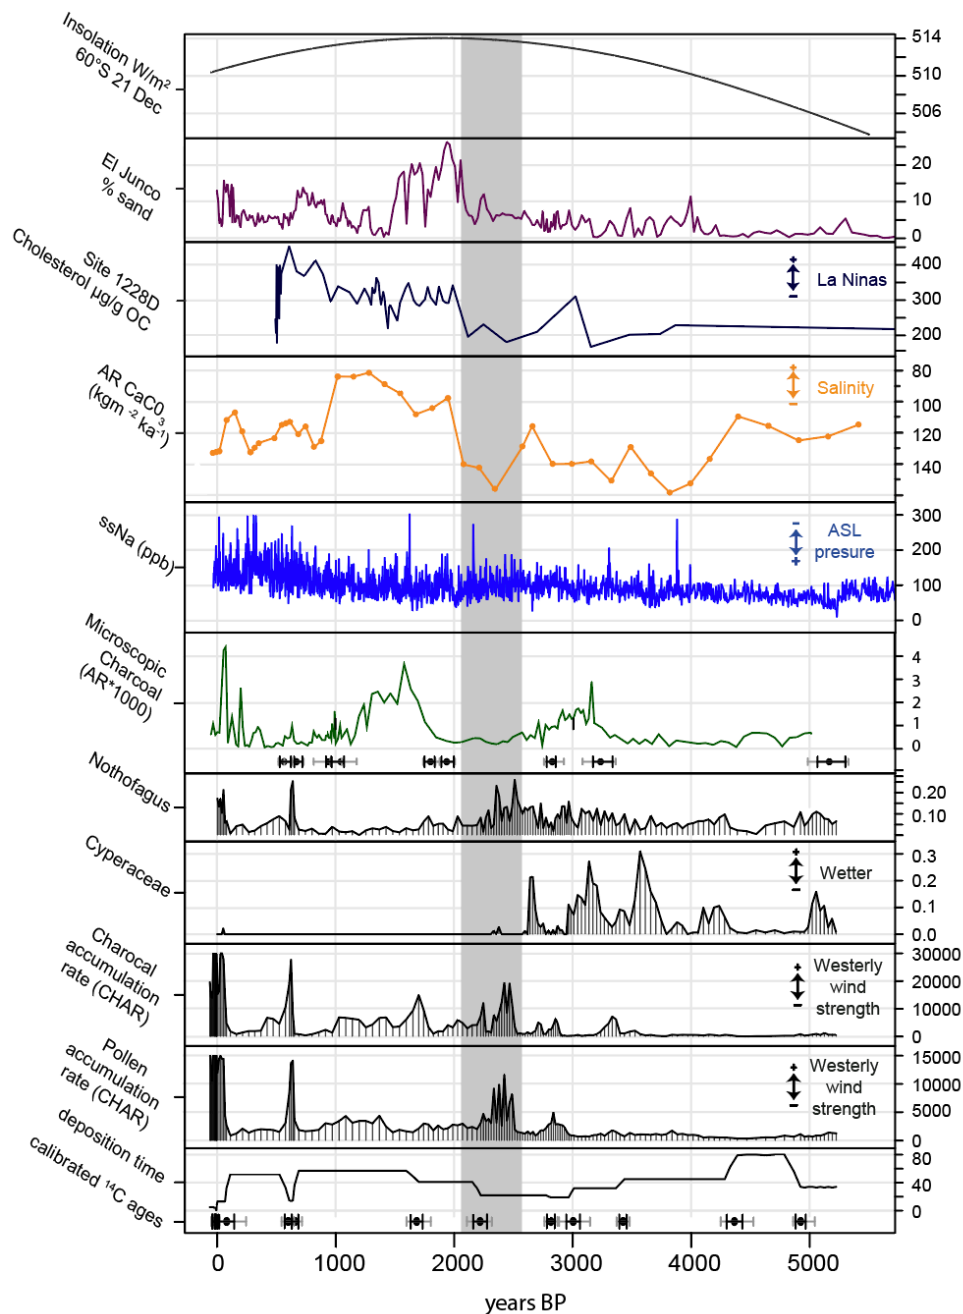 Insolation W/m²
60°S 21 Dec
514
510
506
El Junco
% sand
20
10
0
Site 1228D
Cholesterol µg/g OC
+
La Ninas
-
400
300
200
AR CaC0₃
(kgm ⁻² ka⁻¹)
+
Salinity
-
80
100
120
140
ssNa (ppb)
-
ASL
presure
+
300
200
100
0
Microscopic
Charcoal
(AR*1000)
4
3
2
1
0
Nothofagus
0.20
0.10
Cyperaceae
+
Wetter
-
0.3
0.2
0.1
0.0
Charocal
accumulation
rate (CHAR)
+
Westerly
wind
strength
-
30000
20000
10000
0
Pollen
accumulation
rate (CHAR)
+
Westerly
wind
strength
-
15000
10000
5000
0
deposition time
80
40
0
calibrated ¹⁴C ages
0 1000 2000 3000 4000 5000
years BP